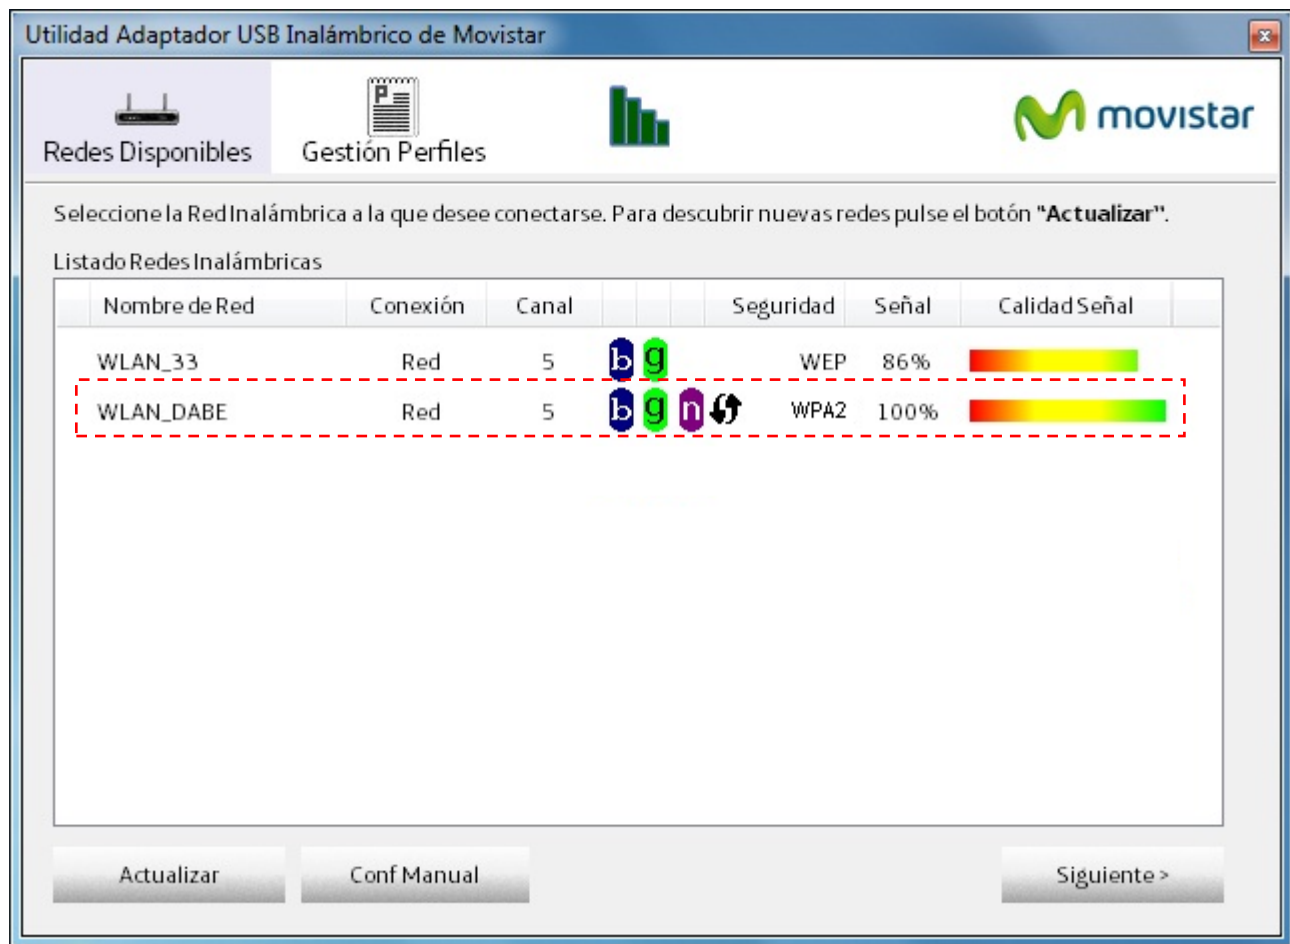 Utilidad Adaptador USB Inalámbrico de Movistar
Redes Disponibles
Gestión Perfiles
movistar
Seleccione la Red Inalámbrica a la que desee conectarse. Para descubrir nuevas redes pulse el botón "Actualizar".
Listado Redes Inalámbricas
Nombre de Red Conexión Canal Seguridad Señal Calidad Señal
WLAN_33 Red 5 b g WEP 86%
WLAN_DABE Red 5 b g n WPA2 100%
Actualizar Conf Manual Siguiente >